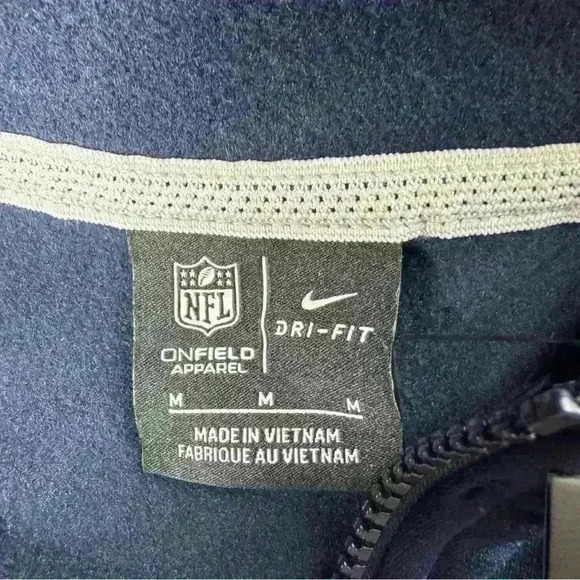 NFL
DRI-FIT
ONFIELD
APPAREL
M M M
MADE IN VIETNAM
FABRIQUE AU VIETNAM